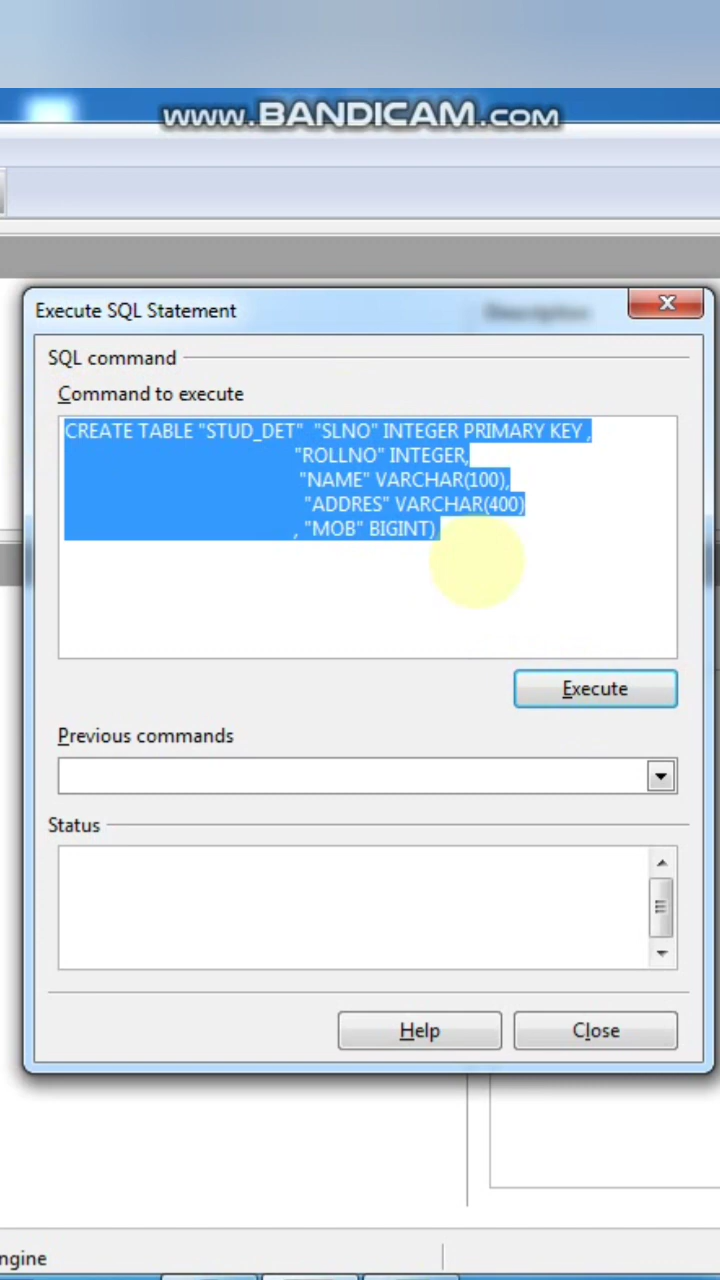 www.BANDICAM.com
Description
Execute SQL Statement
SQL command
Command to execute
CREATE TABLE "STUD_DET"  "SLNO" INTEGER PRIMARY KEY ,
"ROLLNO" INTEGER,
"NAME" VARCHAR(100),
"ADDRES" VARCHAR(400)
, "MOB" BIGINT)
Execute
Previous commands
Status
Help
Close
ngine